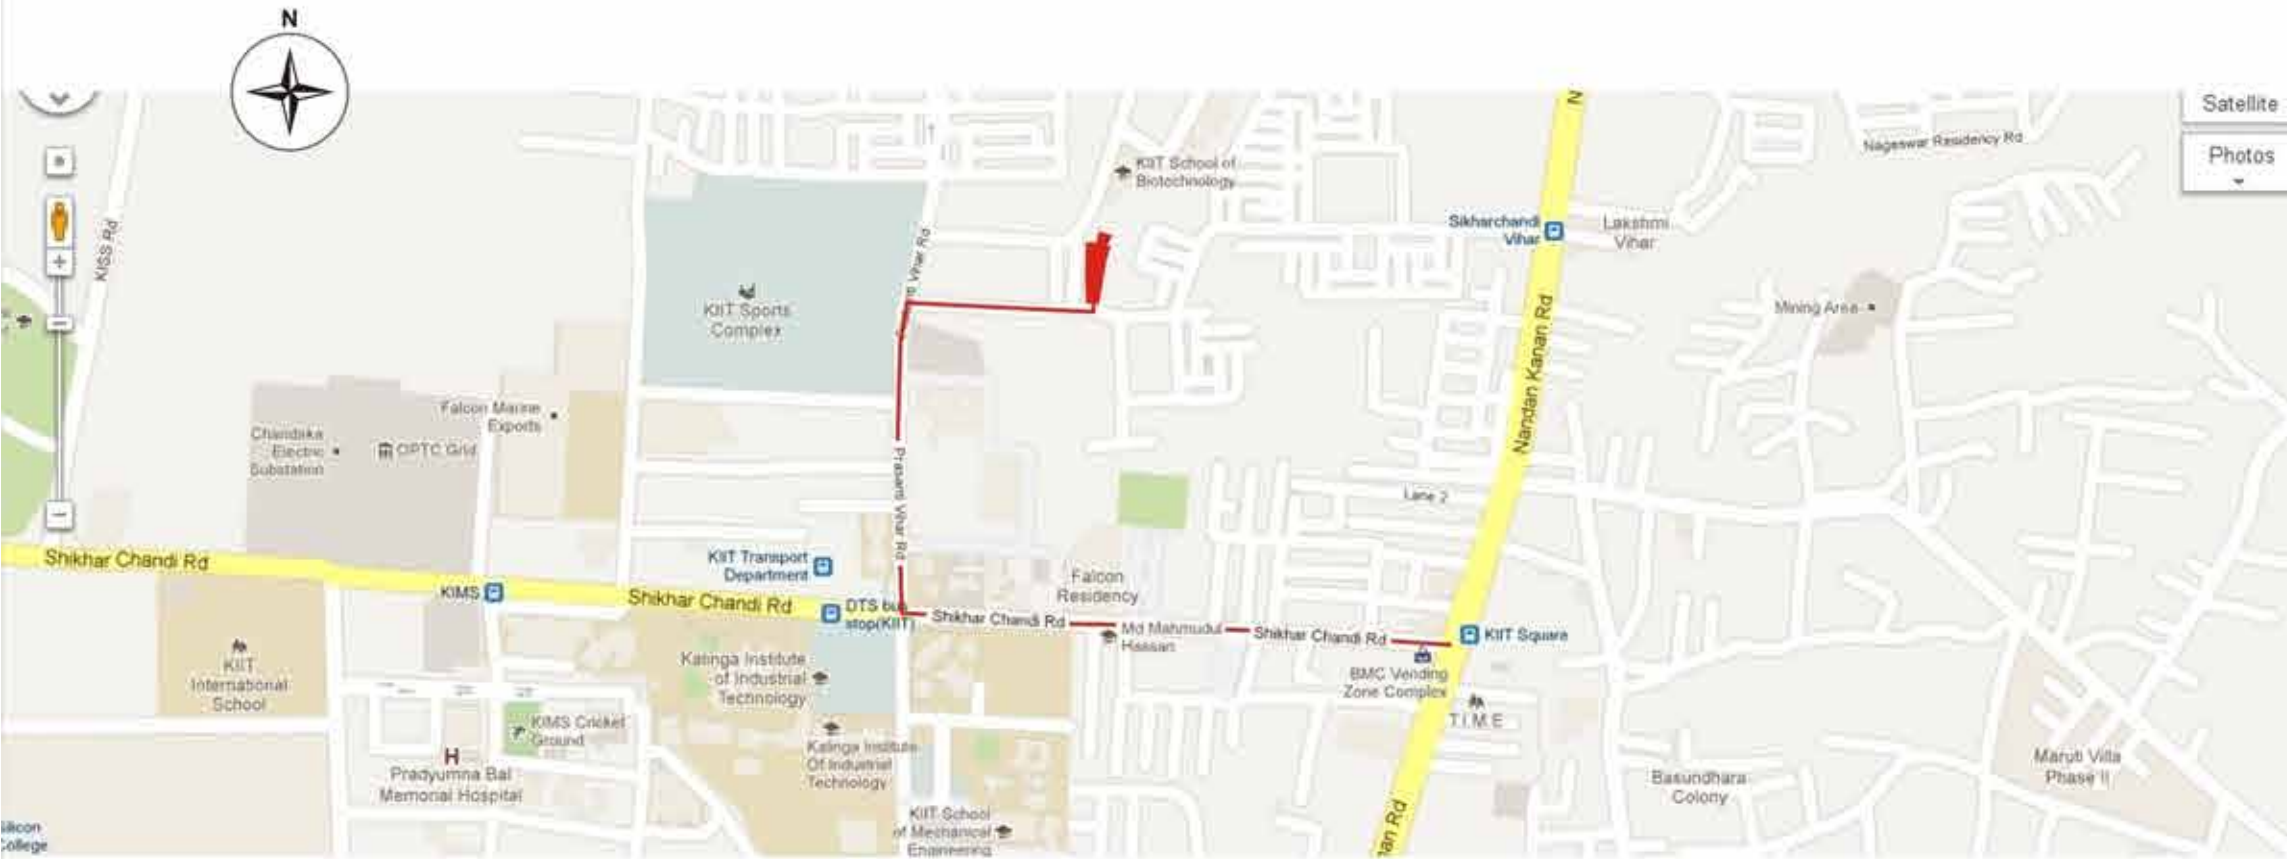 N
Satellite
Photos
N
Nageswar Residency Rd
KIIT School of
Biotechnology
KISS Rd
Vihar Rd
Sikharchandi
Vihar
Lakshmi
Vihar
KIIT Sports
Complex
Mining Area
Nandan Kanan Rd
Falcon Marine
Exports
Chandaka
Electric
Substation
OPTC Grid
Prasanti Vihar Rd
Lane 2
Shikhar Chandi Rd
KIIT Transport
Department
KIMS
Shikhar Chandi Rd
DTS bus
stop(KIIT)
Falcon
Residency
Shikhar Chandi Rd
Md Mahmudul
Hassan
Shikhar Chandi Rd
KIIT Square
KIIT
International
School
Kalinga Institute
of Industrial
Technology
BMC Vending
Zone Complex
T.I.M.E
KIMS Cricket
Ground
Kalinga Institute
Of Industrial
Technology
H
Pradyumna Bal
Memorial Hospital
Maruti Villa
Phase II
Basundhara
Colony
KIIT School
of Mechanical
Engineering
Silicon
College
nan Rd